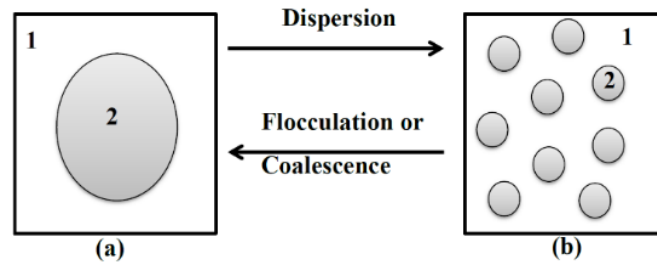 Dispersion
1
1
2
2
Flocculation or
Coalescence
(a)
(b)